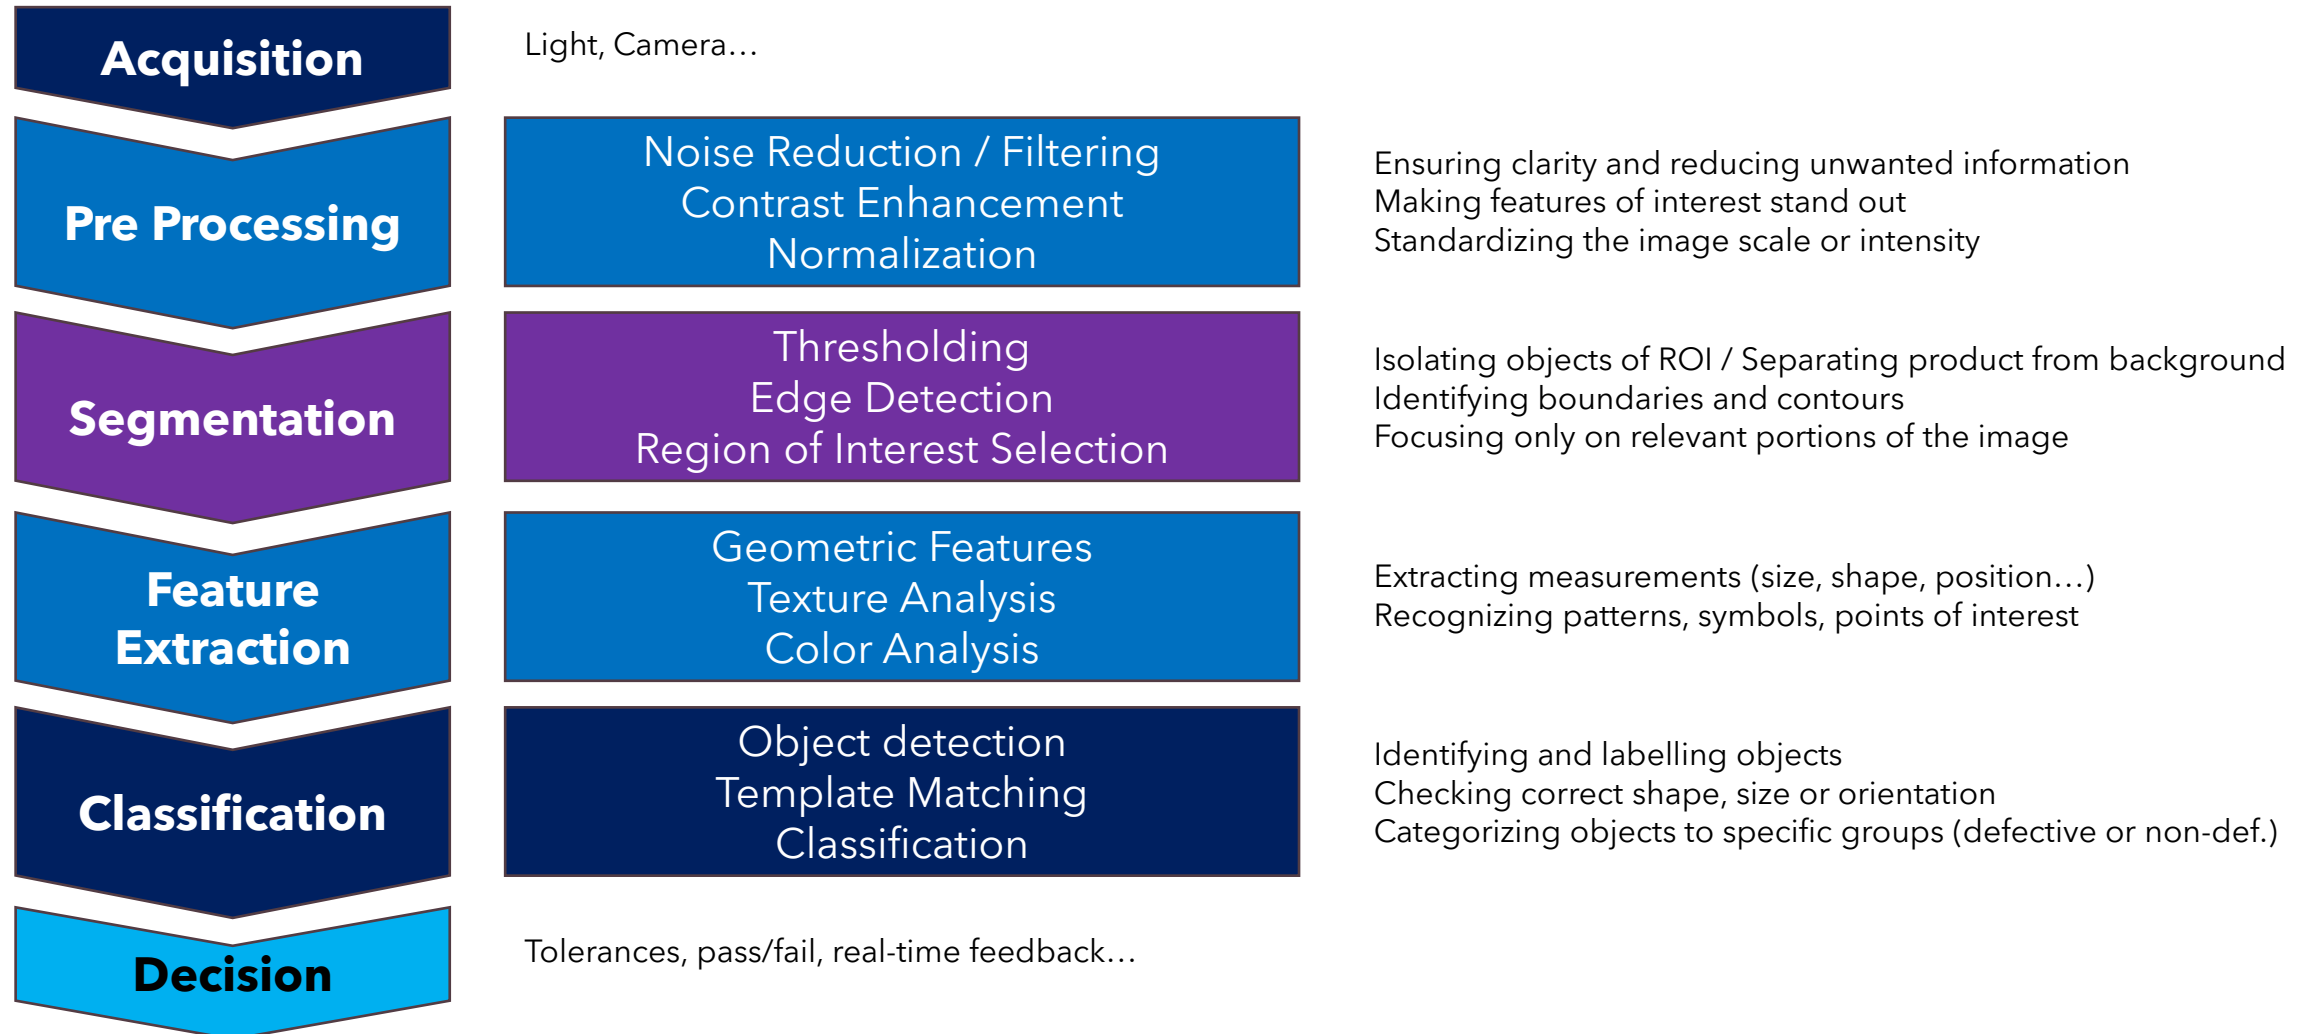 Acquisition
Light, Camera…
Pre Processing
Noise Reduction / Filtering
Contrast Enhancement
Normalization
Ensuring clarity and reducing unwanted information
Making features of interest stand out
Standardizing the image scale or intensity
Segmentation
Thresholding
Edge Detection
Region of Interest Selection
Isolating objects of ROI / Separating product from background
Identifying boundaries and contours
Focusing only on relevant portions of the image
Feature
Extraction
Geometric Features
Texture Analysis
Color Analysis
Extracting measurements (size, shape, position…)
Recognizing patterns, symbols, points of interest
Classification
Object detection
Template Matching
Classification
Identifying and labelling objects
Checking correct shape, size or orientation
Categorizing objects to specific groups (defective or non-def.)
Decision
Tolerances, pass/fail, real-time feedback…